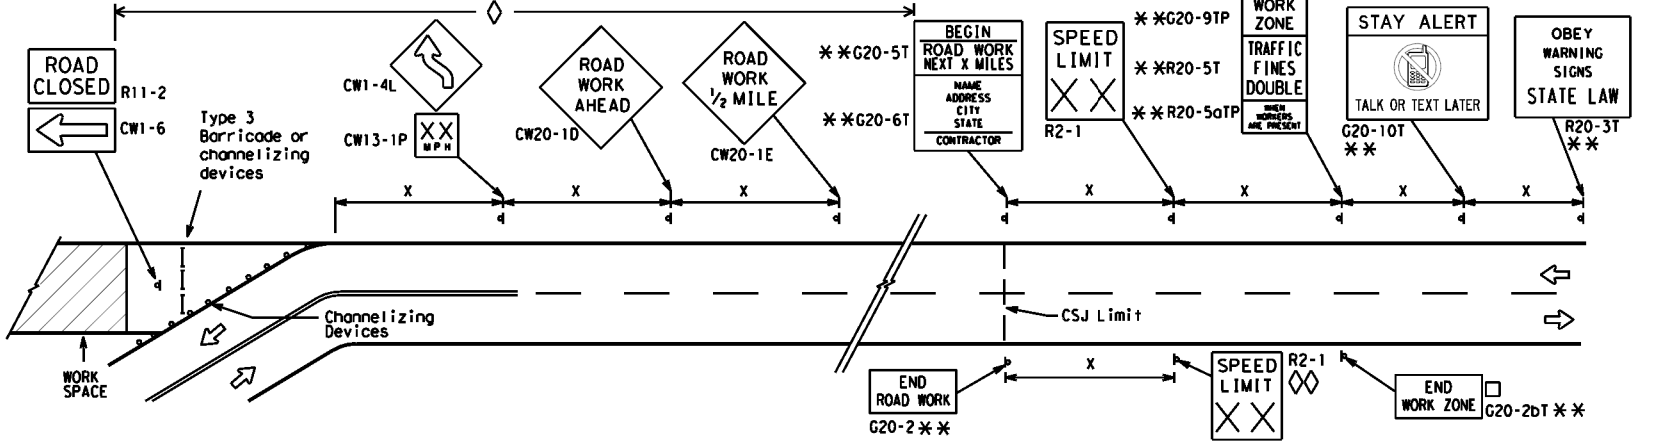 ROAD
CLOSED
R11-2
CW1-6
Type 3
Barricade or
channelizing
devices
CW1-4L
XX
MPH
CW13-1P
ROAD
WORK
AHEAD
CW20-1D
ROAD
WORK
1/2 MILE
CW20-1E
**G20-5T
**G20-6T
BEGIN
ROAD WORK
NEXT X MILES
NAME
ADDRESS
CITY
STATE
CONTRACTOR
SPEED
LIMIT
XX
R2-1
**G20-9TP
**R20-5T
**R20-5aTP
WORK
ZONE
TRAFFIC
FINES
DOUBLE
WHEN
WORKERS
ARE PRESENT
STAY ALERT
TALK OR TEXT LATER
G20-10T
**
OBEY
WARNING
SIGNS
STATE LAW
R20-3T
**
X
X
X
X
X
X
X
Channelizing
Devices
CSJ Limit
WORK
SPACE
X
END
ROAD WORK
G20-2**
SPEED
LIMIT
XX
R2-1
END
WORK ZONE
G20-2bT**